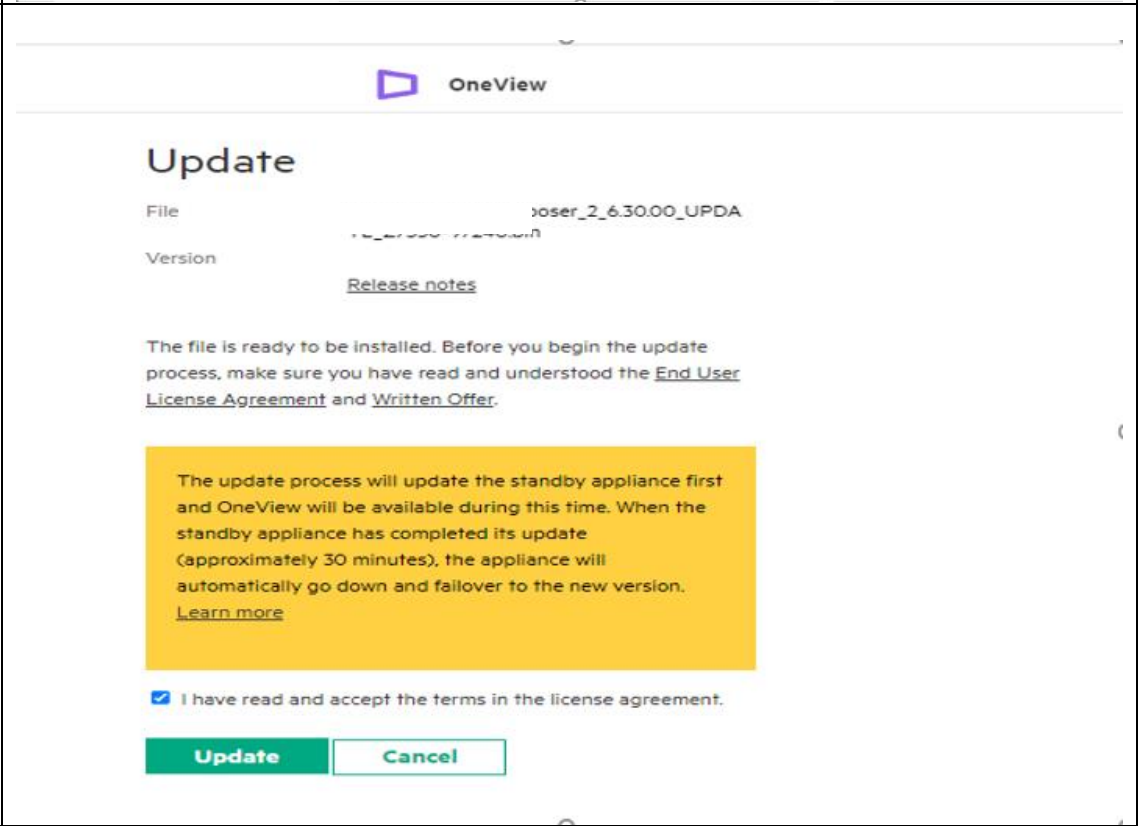 OneView
Update
File
poser_2_6.30.00_UPDA
Version
Release notes
The file is ready to be installed. Before you begin the update
process, make sure you have read and understood the End User
License Agreement and Written Offer.
The update process will update the standby appliance first
and OneView will be available during this time. When the
standby appliance has completed its update
(approximately 30 minutes), the appliance will
automatically go down and failover to the new version.
Learn more
I have read and accept the terms in the license agreement.
Update
Cancel